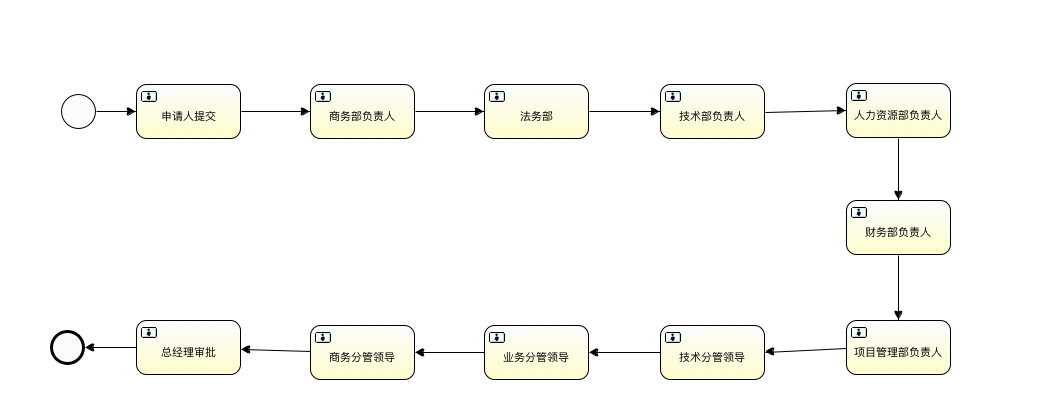 申请人提交
商务部负责人
法务部
技术部负责人
人力资源部负责人
财务部负责人
项目管理部负责人
技术分管领导
业务分管领导
商务分管领导
总经理审批